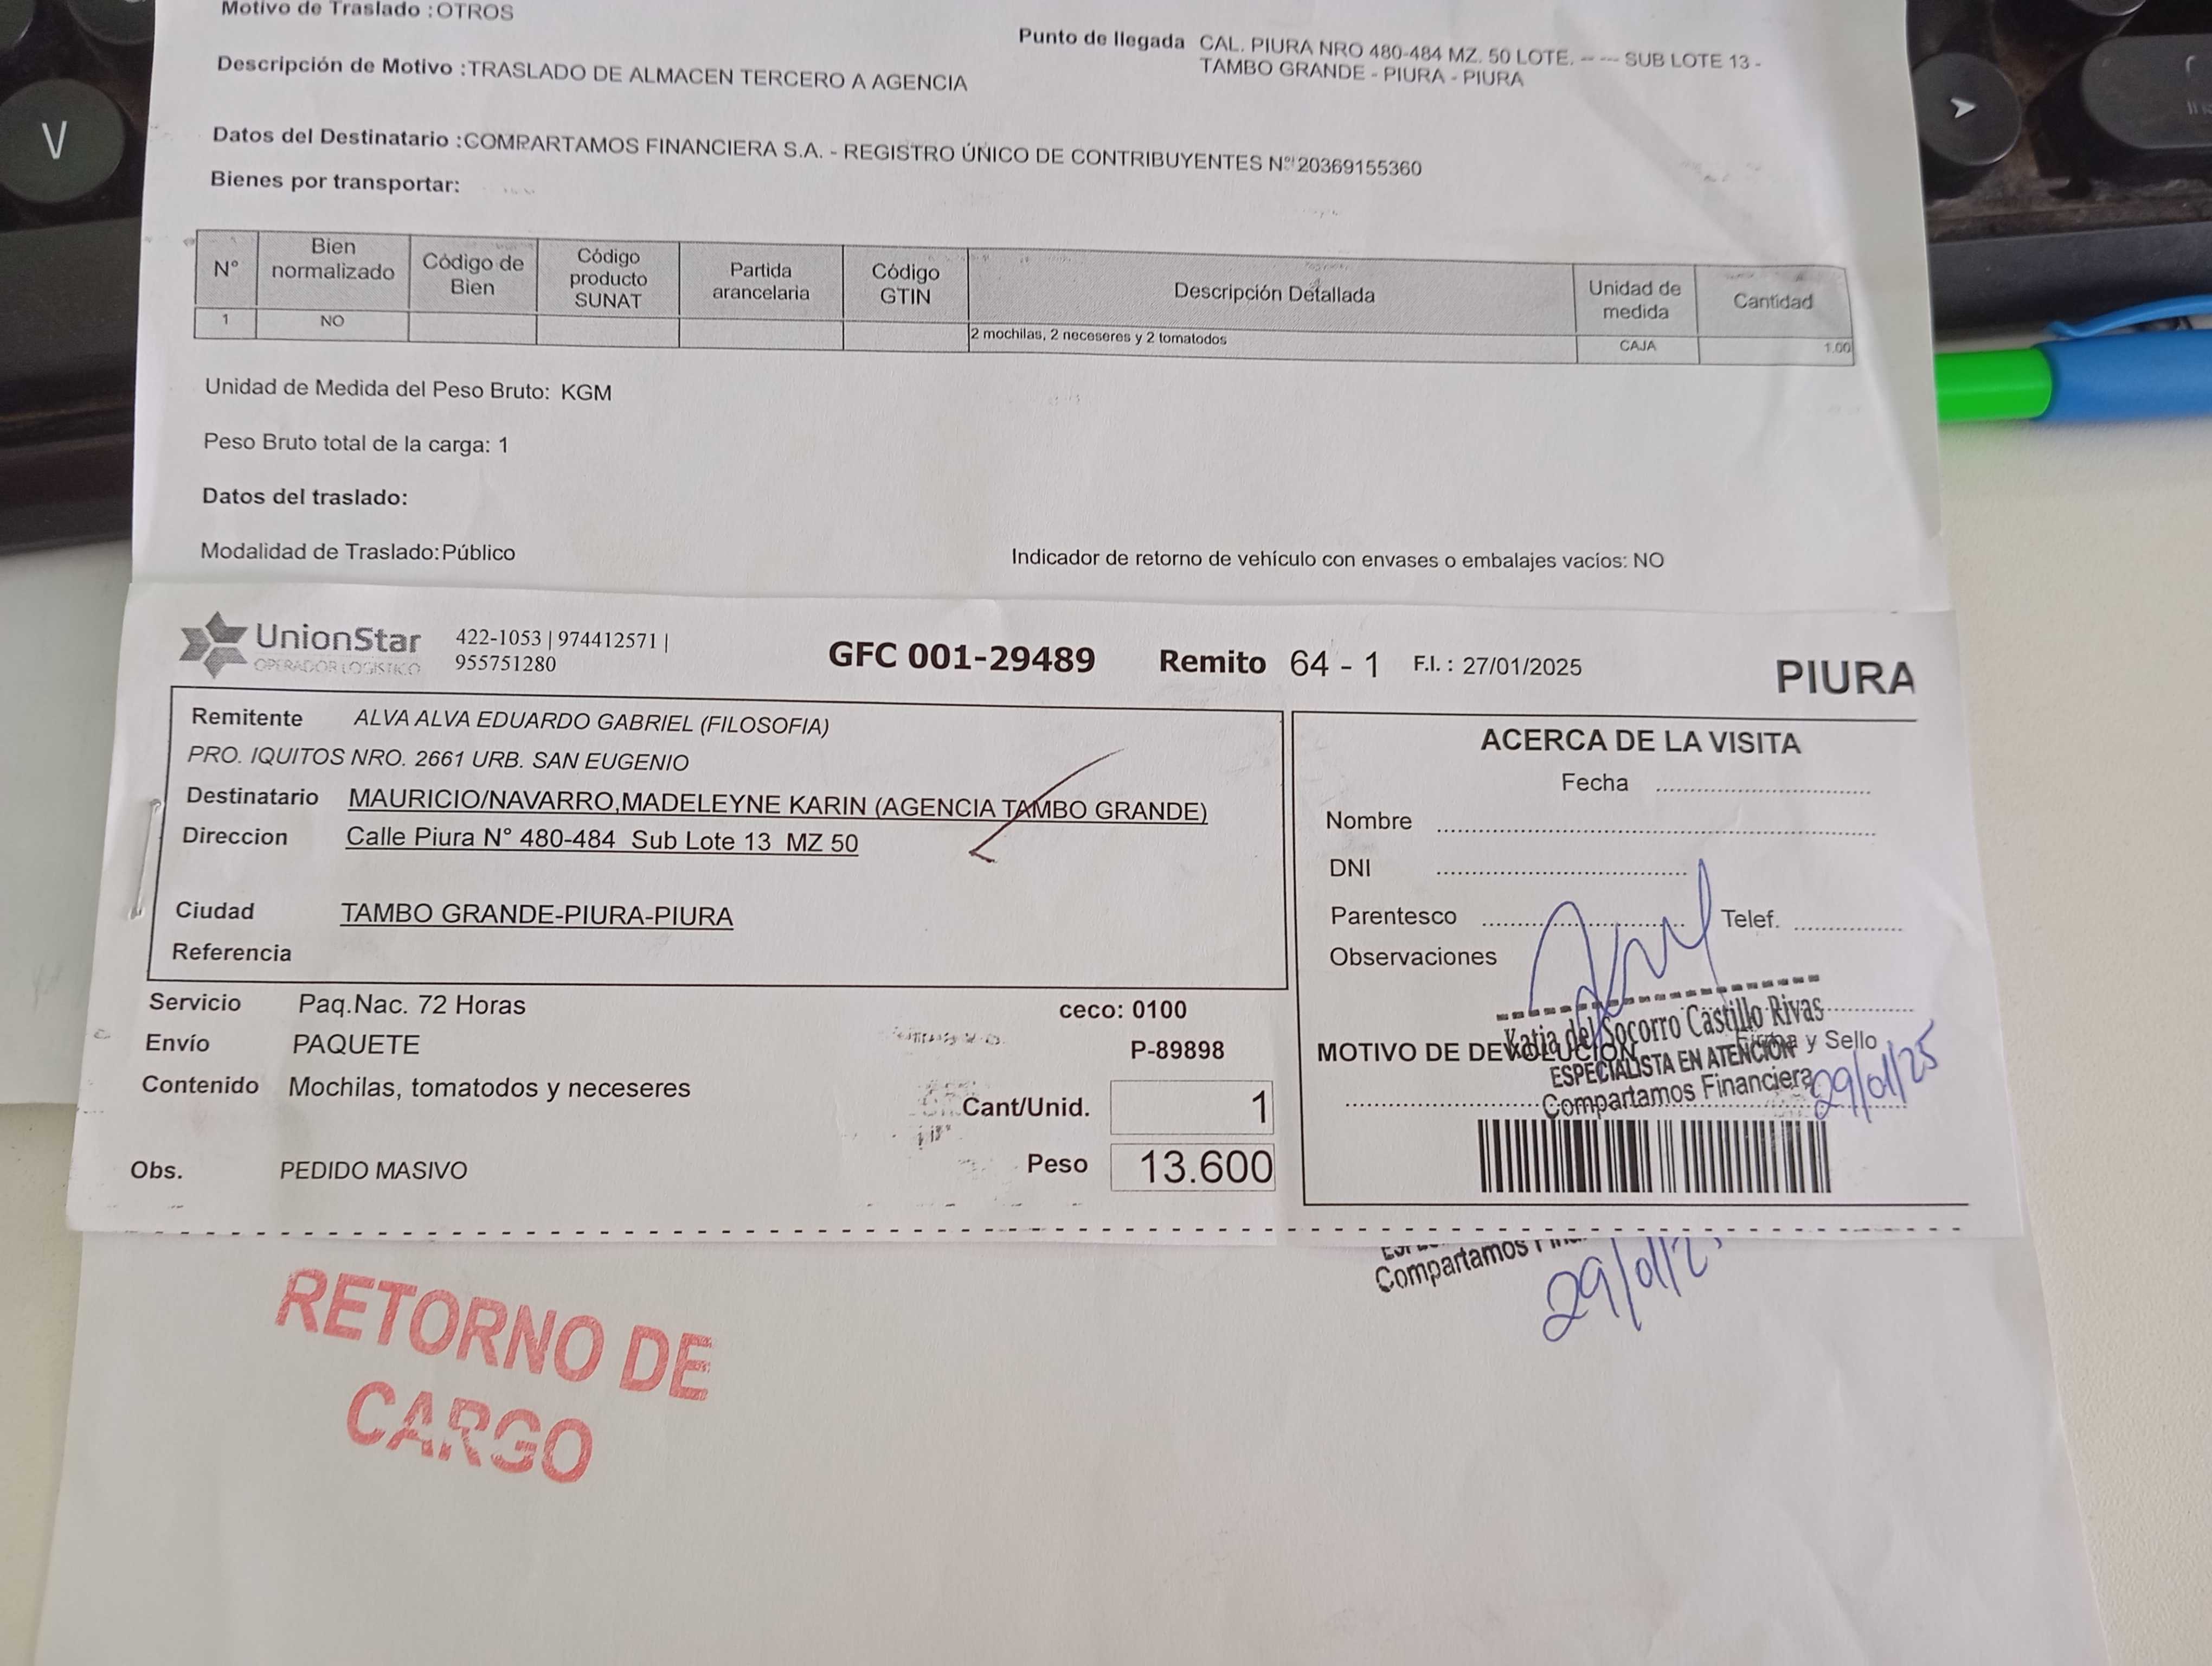 Motivo de Traslado : OTROS
Punto de llegada CAL. PIURA NRO 480-484 MZ. 50 LOTE. -- --- SUB LOTE 13 -
TAMBO GRANDE - PIURA - PIURA
Descripción de Motivo : TRASLADO DE ALMACEN TERCERO A AGENCIA
Datos del Destinatario : COMPARTAMOS FINANCIERA S.A. - REGISTRO ÚNICO DE CONTRIBUYENTES N° 20369155360
Bienes por transportar:
N° Bien normalizado Código de Bien Código producto SUNAT Partida arancelaria Código GTIN Descripción Detallada Unidad de medida Cantidad
1 NO 2 mochilas, 2 neceseres y 2 tomatodos CAJA 1.00
Unidad de Medida del Peso Bruto: KGM
Peso Bruto total de la carga: 1
Datos del traslado:
Modalidad de Traslado: Público
Indicador de retorno de vehículo con envases o embalajes vacíos: NO
UnionStar
OPERADOR LOGISTICO
422-1053 | 974412571 |
955751280
GFC 001-29489 Remito 64 - 1 F.I. : 27/01/2025 PIURA
Remitente ALVA ALVA EDUARDO GABRIEL (FILOSOFIA)
PRO. IQUITOS NRO. 2661 URB. SAN EUGENIO
Destinatario MAURICIO/NAVARRO,MADELEYNE KARIN (AGENCIA TAMBO GRANDE)
Direccion Calle Piura N° 480-484 Sub Lote 13 MZ 50
Ciudad TAMBO GRANDE-PIURA-PIURA
Referencia
Servicio Paq.Nac. 72 Horas ceco: 0100
Envío PAQUETE P-89898
Contenido Mochilas, tomatodos y neceseres
Cant/Unid. 1
Peso 13.600
Obs. PEDIDO MASIVO
ACERCA DE LA VISITA
Fecha
Nombre
DNI
Parentesco Telef.
Observaciones
Katia del Socorro Castillo Rivas
Firma y Sello
MOTIVO DE DEVOLUCION
ESPECIALISTA EN ATENCIÓN
Compartamos Financiera
29/01/25
Compartamos
29/01/2
RETORNO DE
CARGO
V